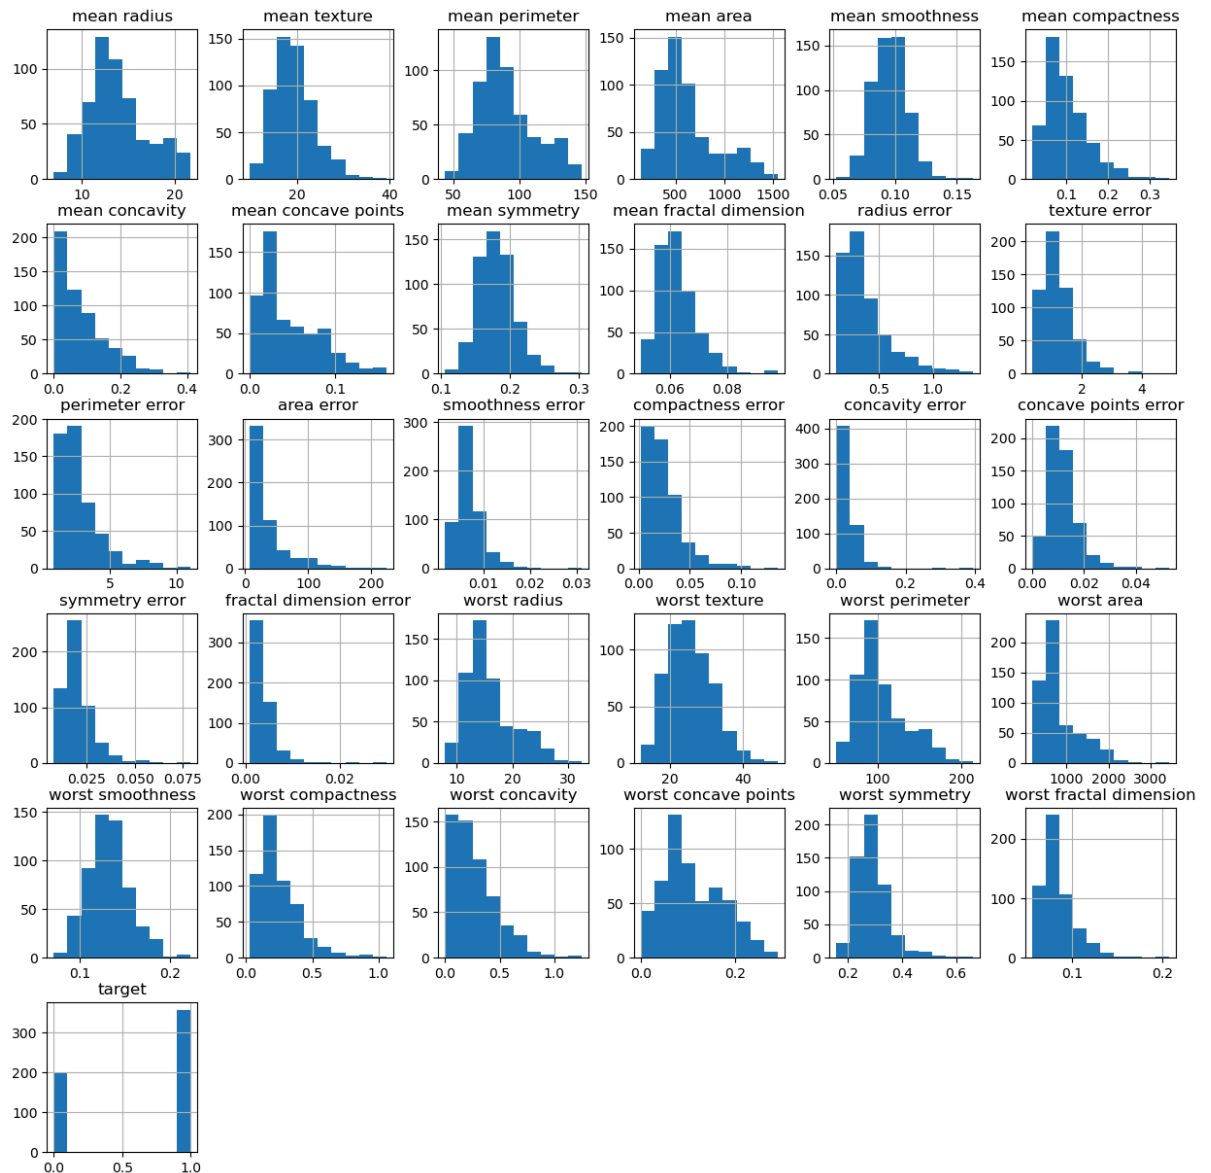 mean radius mean texture mean perimeter mean area mean smoothness mean compactness
100 50 0 10 20
150 100 50 0 20 40
100 50 0 50 100 150
150 100 50 0 500 1000 1500
150 100 50 0 0.05 0.10 0.15
150 100 50 0 0.1 0.2 0.3
mean concavity mean concave points mean symmetry mean fractal dimension radius error texture error
200 150 100 50 0 0.0 0.2 0.4
150 100 50 0 0.0 0.1
150 100 50 0 0.1 0.2 0.3
150 100 50 0 0.06 0.08
150 100 50 0 0.5 1.0
200 150 100 50 0 2 4
perimeter error area error smoothness error compactness error concavity error concave points error
200 150 100 50 0 5 10
300 200 100 0 0 100 200
300 200 100 0 0.01 0.02 0.03
200 150 100 50 0 0.00 0.05 0.10
400 300 200 100 0 0.0 0.2 0.4
200 150 100 50 0 0.00 0.02 0.04
symmetry error fractal dimension error worst radius worst texture worst perimeter worst area
200 100 0 0.025 0.050 0.075
300 200 100 0 0.00 0.02
150 100 50 0 10 20 30
100 50 0 20 40
150 100 50 0 100 200
200 100 0 1000 2000 3000
worst smoothness worst compactness worst concavity worst concave points worst symmetry worst fractal dimension
150 100 50 0 0.1 0.2
200 150 100 50 0 0.0 0.5 1.0
150 100 50 0 0.0 0.5 1.0
100 50 0 0.0 0.2
200 150 100 50 0 0.2 0.4 0.6
200 100 0 0.1 0.2
target
300 200 100 0 0.0 0.5 1.0